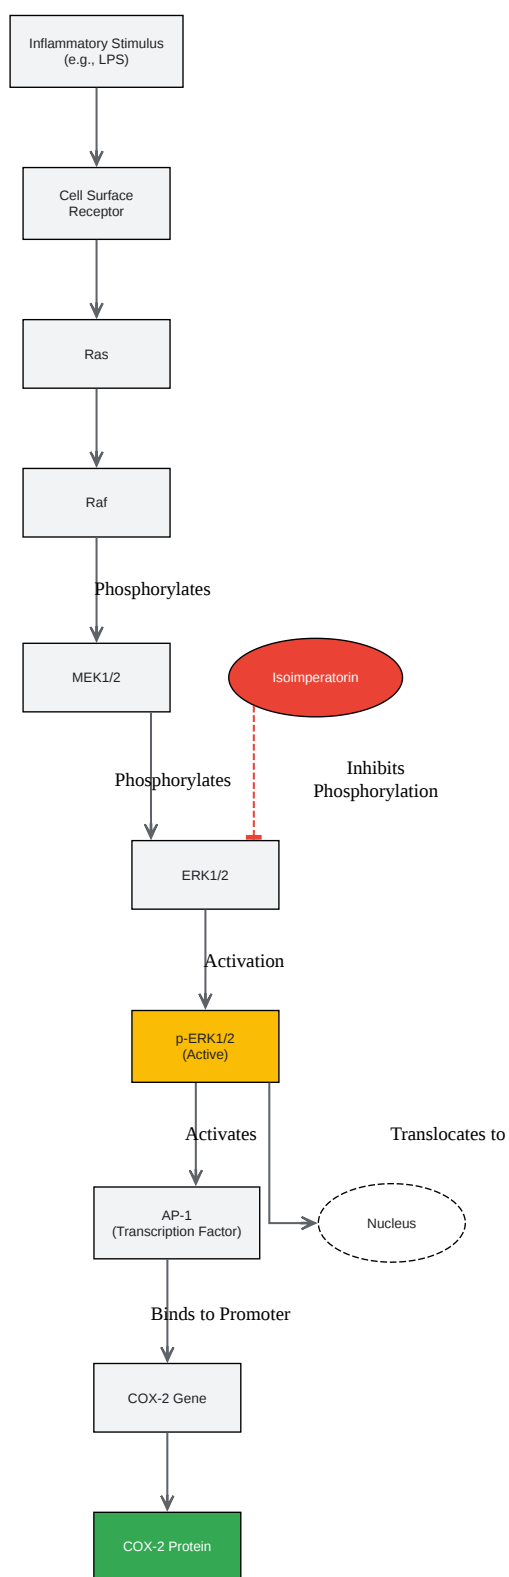 Inflammatory Stimulus
(e.g., LPS)
Cell Surface
Receptor
Ras
Raf
Phosphorylates
MEK1/2
Isoimperatorin
Phosphorylates
Inhibits
Phosphorylation
ERK1/2
Activation
p-ERK1/2
(Active)
Activates
Translocates to
AP-1
(Transcription Factor)
Nucleus
Binds to Promoter
COX-2 Gene
COX-2 Protein